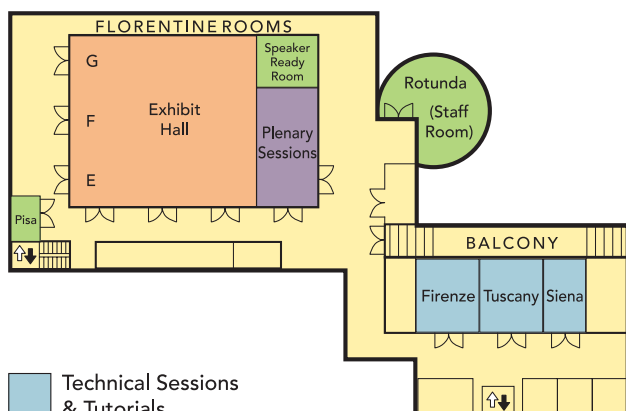 FLORENTINE ROOMS
G
Speaker
Ready
Room
Rotunda
(Staff
Room)
F
Exhibit
Hall
Plenary
Sessions
E
Pisa
BALCONY
Firenze
Tuscany
Siena
Technical Sessions
& Tutorials